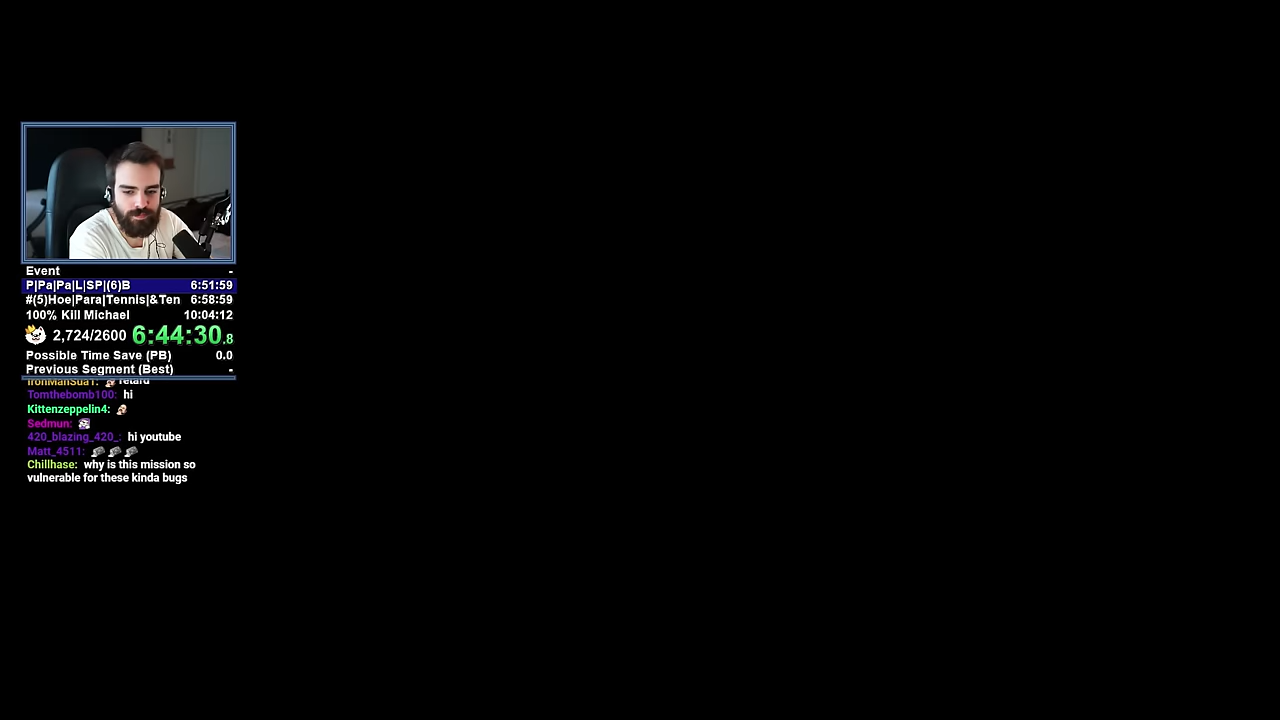 Event -
P|Pa|Pa|L|SP|(6)B 6:51:59
#(5)Hoe|Para|Tennis|&Ten 6:58:59
100% Kill Michael 10:04:12
2,724/2600 6:44:30.8
Possible Time Save (PB) 0.0
Previous Segment (Best) -
IronManSua1: retard
Tomthebomb100: hi
Kittenzeppelin4:
Sedmun:
420_blazing_420_: hi youtube
Matt_4511:
Chillhase: why is this mission so
vulnerable for these kinda bugs